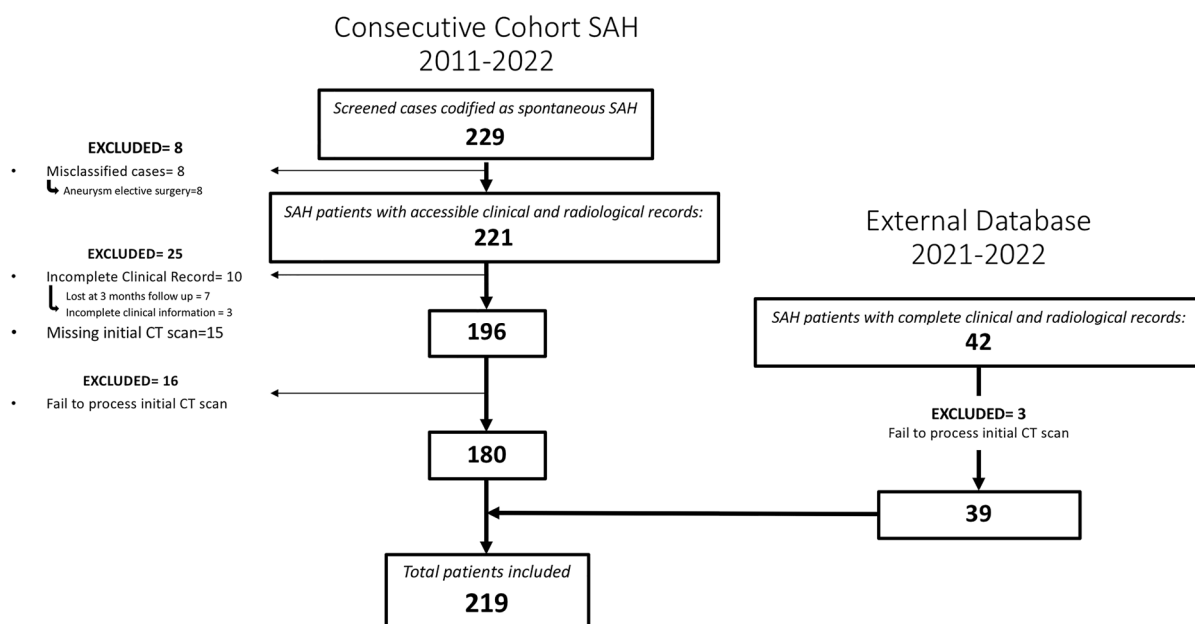 Consecutive Cohort SAH
2011-2022
Screened cases codified as spontaneous SAH
229
EXCLUDED= 8
• Misclassified cases= 8
Aneurysm elective surgery=8
SAH patients with accessible clinical and radiological records:
221
EXCLUDED= 25
• Incomplete Clinical Record= 10
Lost at 3 months follow up = 7
Incomplete clinical information = 3
• Missing initial CT scan=15
196
EXCLUDED= 16
• Fail to process initial CT scan
180
External Database
2021-2022
SAH patients with complete clinical and radiological records:
42
EXCLUDED= 3
Fail to process initial CT scan
39
Total patients included
219